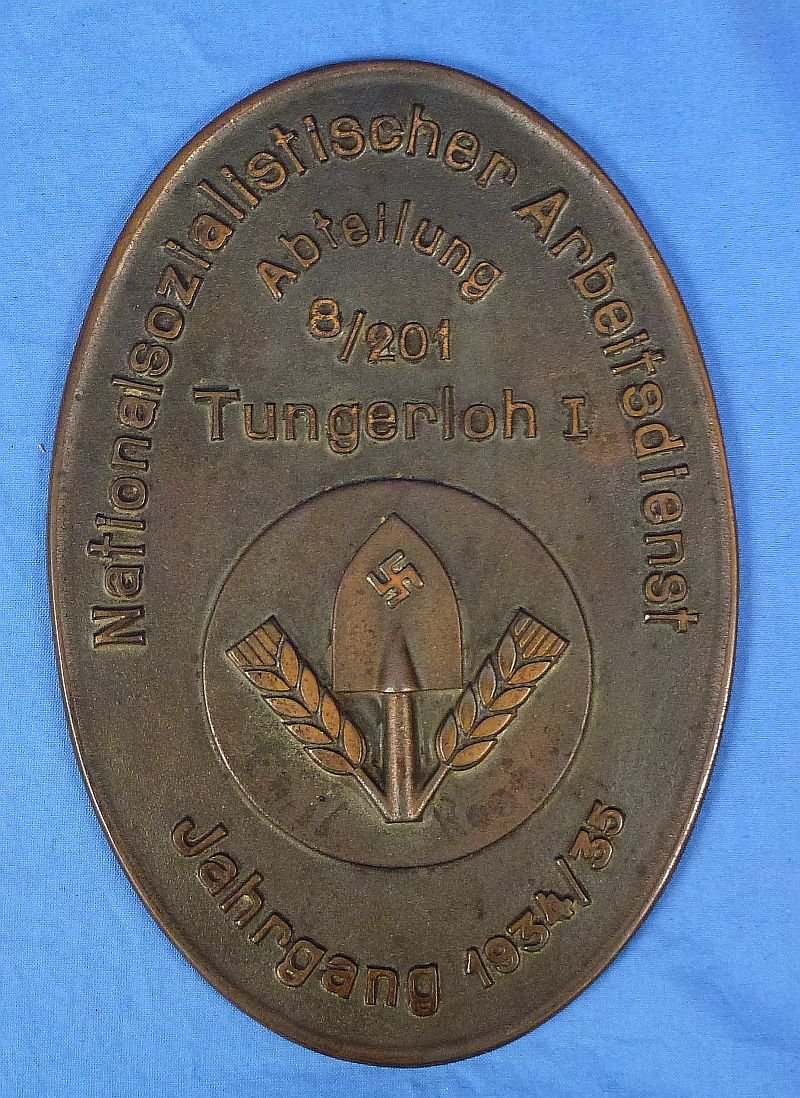 Nationalsozialistischer Arbeitsdienst
Abteilung
8/201
Tungerloh I
Jahrgang 1934/35